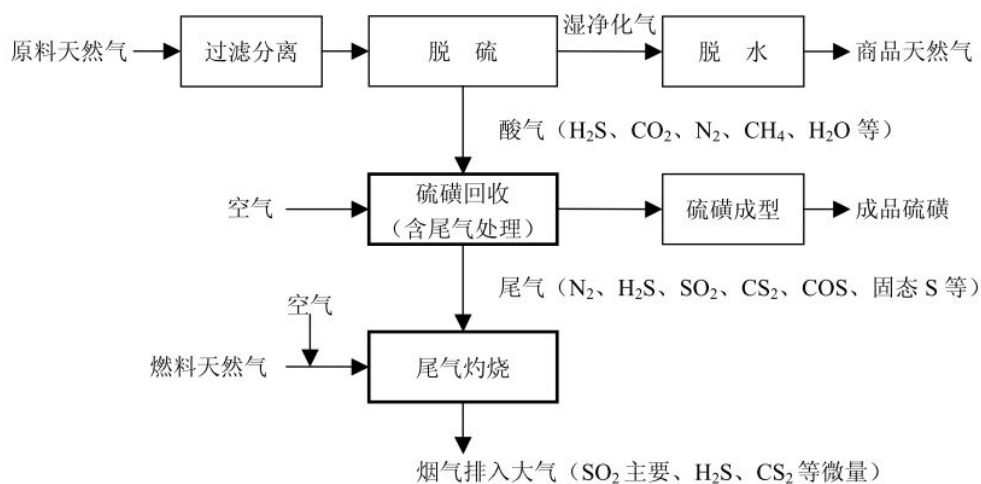 原料天然气
过滤分离
脱 硫
湿净化气
脱 水
商品天然气
酸气（H₂S、CO₂、N₂、CH₄、H₂O 等）
空气
硫磺回收
（含尾气处理）
硫磺成型
成品硫磺
尾气（N₂、H₂S、SO₂、CS₂、COS、固态 S 等）
空气
燃料天然气
尾气灼烧
烟气排入大气（SO₂ 主要、H₂S、CS₂ 等微量）